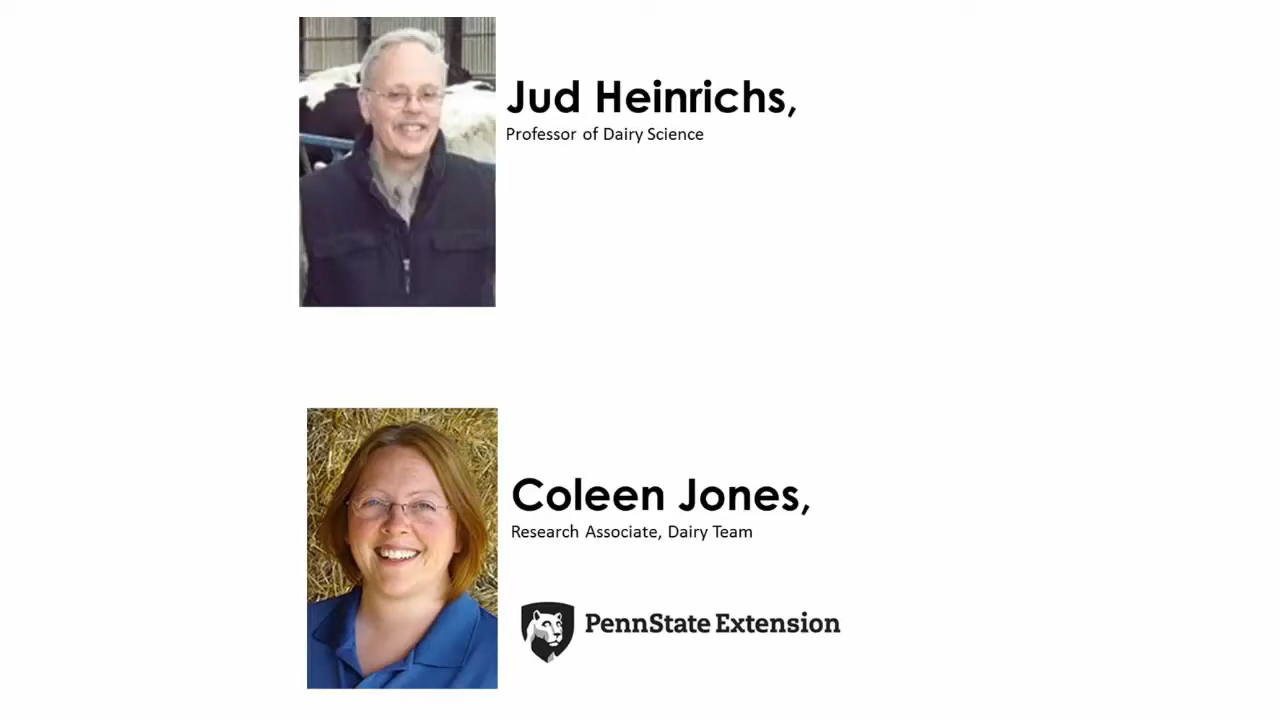 Jud Heinrichs,
Professor of Dairy Science
Coleen Jones,
Research Associate, Dairy Team
PennState Extension